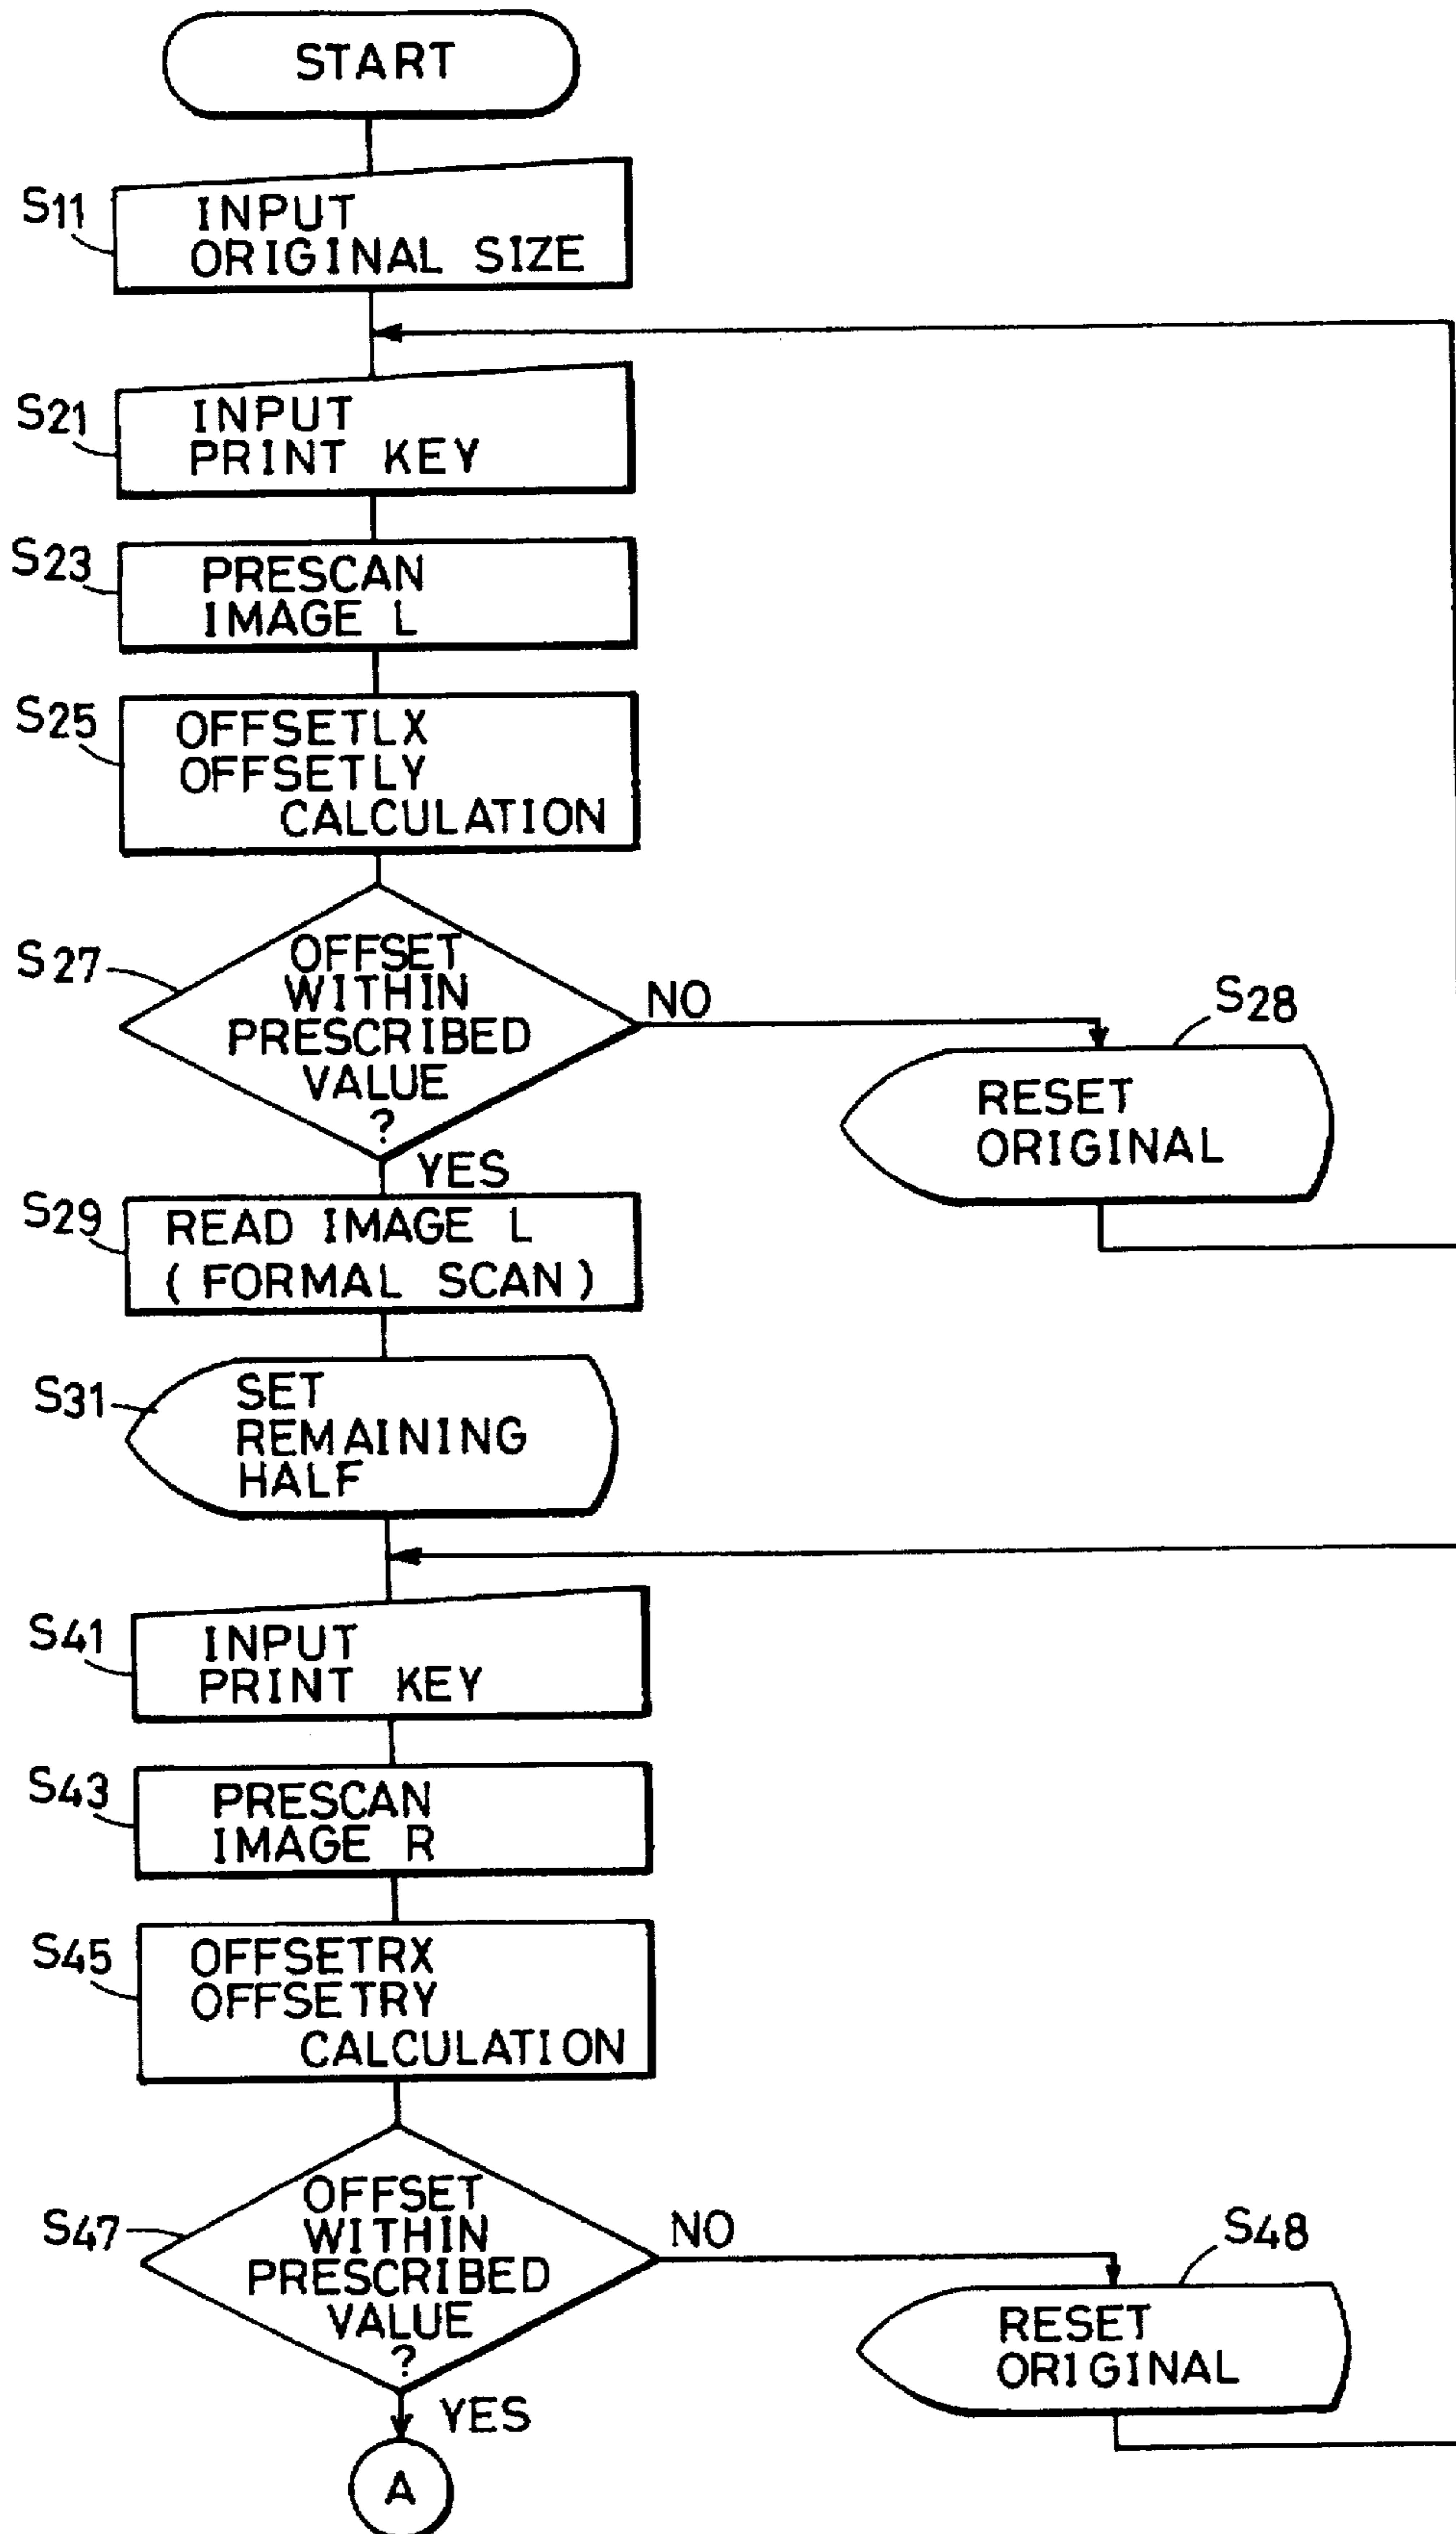 START
S11
INPUT
ORIGINAL SIZE
S21
INPUT
PRINT KEY
S23
PRESCAN
IMAGE L
S25
OFFSETLX
OFFSETLY
CALCULATION
S27
OFFSET
WITHIN
PRESCRIBED
VALUE
?
NO
S28
RESET
ORIGINAL
YES
S29
READ IMAGE L
(FORMAL SCAN)
S31
SET
REMAINING
HALF
S41
INPUT
PRINT KEY
S43
PRESCAN
IMAGE R
S45
OFFSETRX
OFFSETRY
CALCULATION
S47
OFFSET
WITHIN
PRESCRIBED
VALUE
?
NO
S48
RESET
ORIGINAL
YES
A